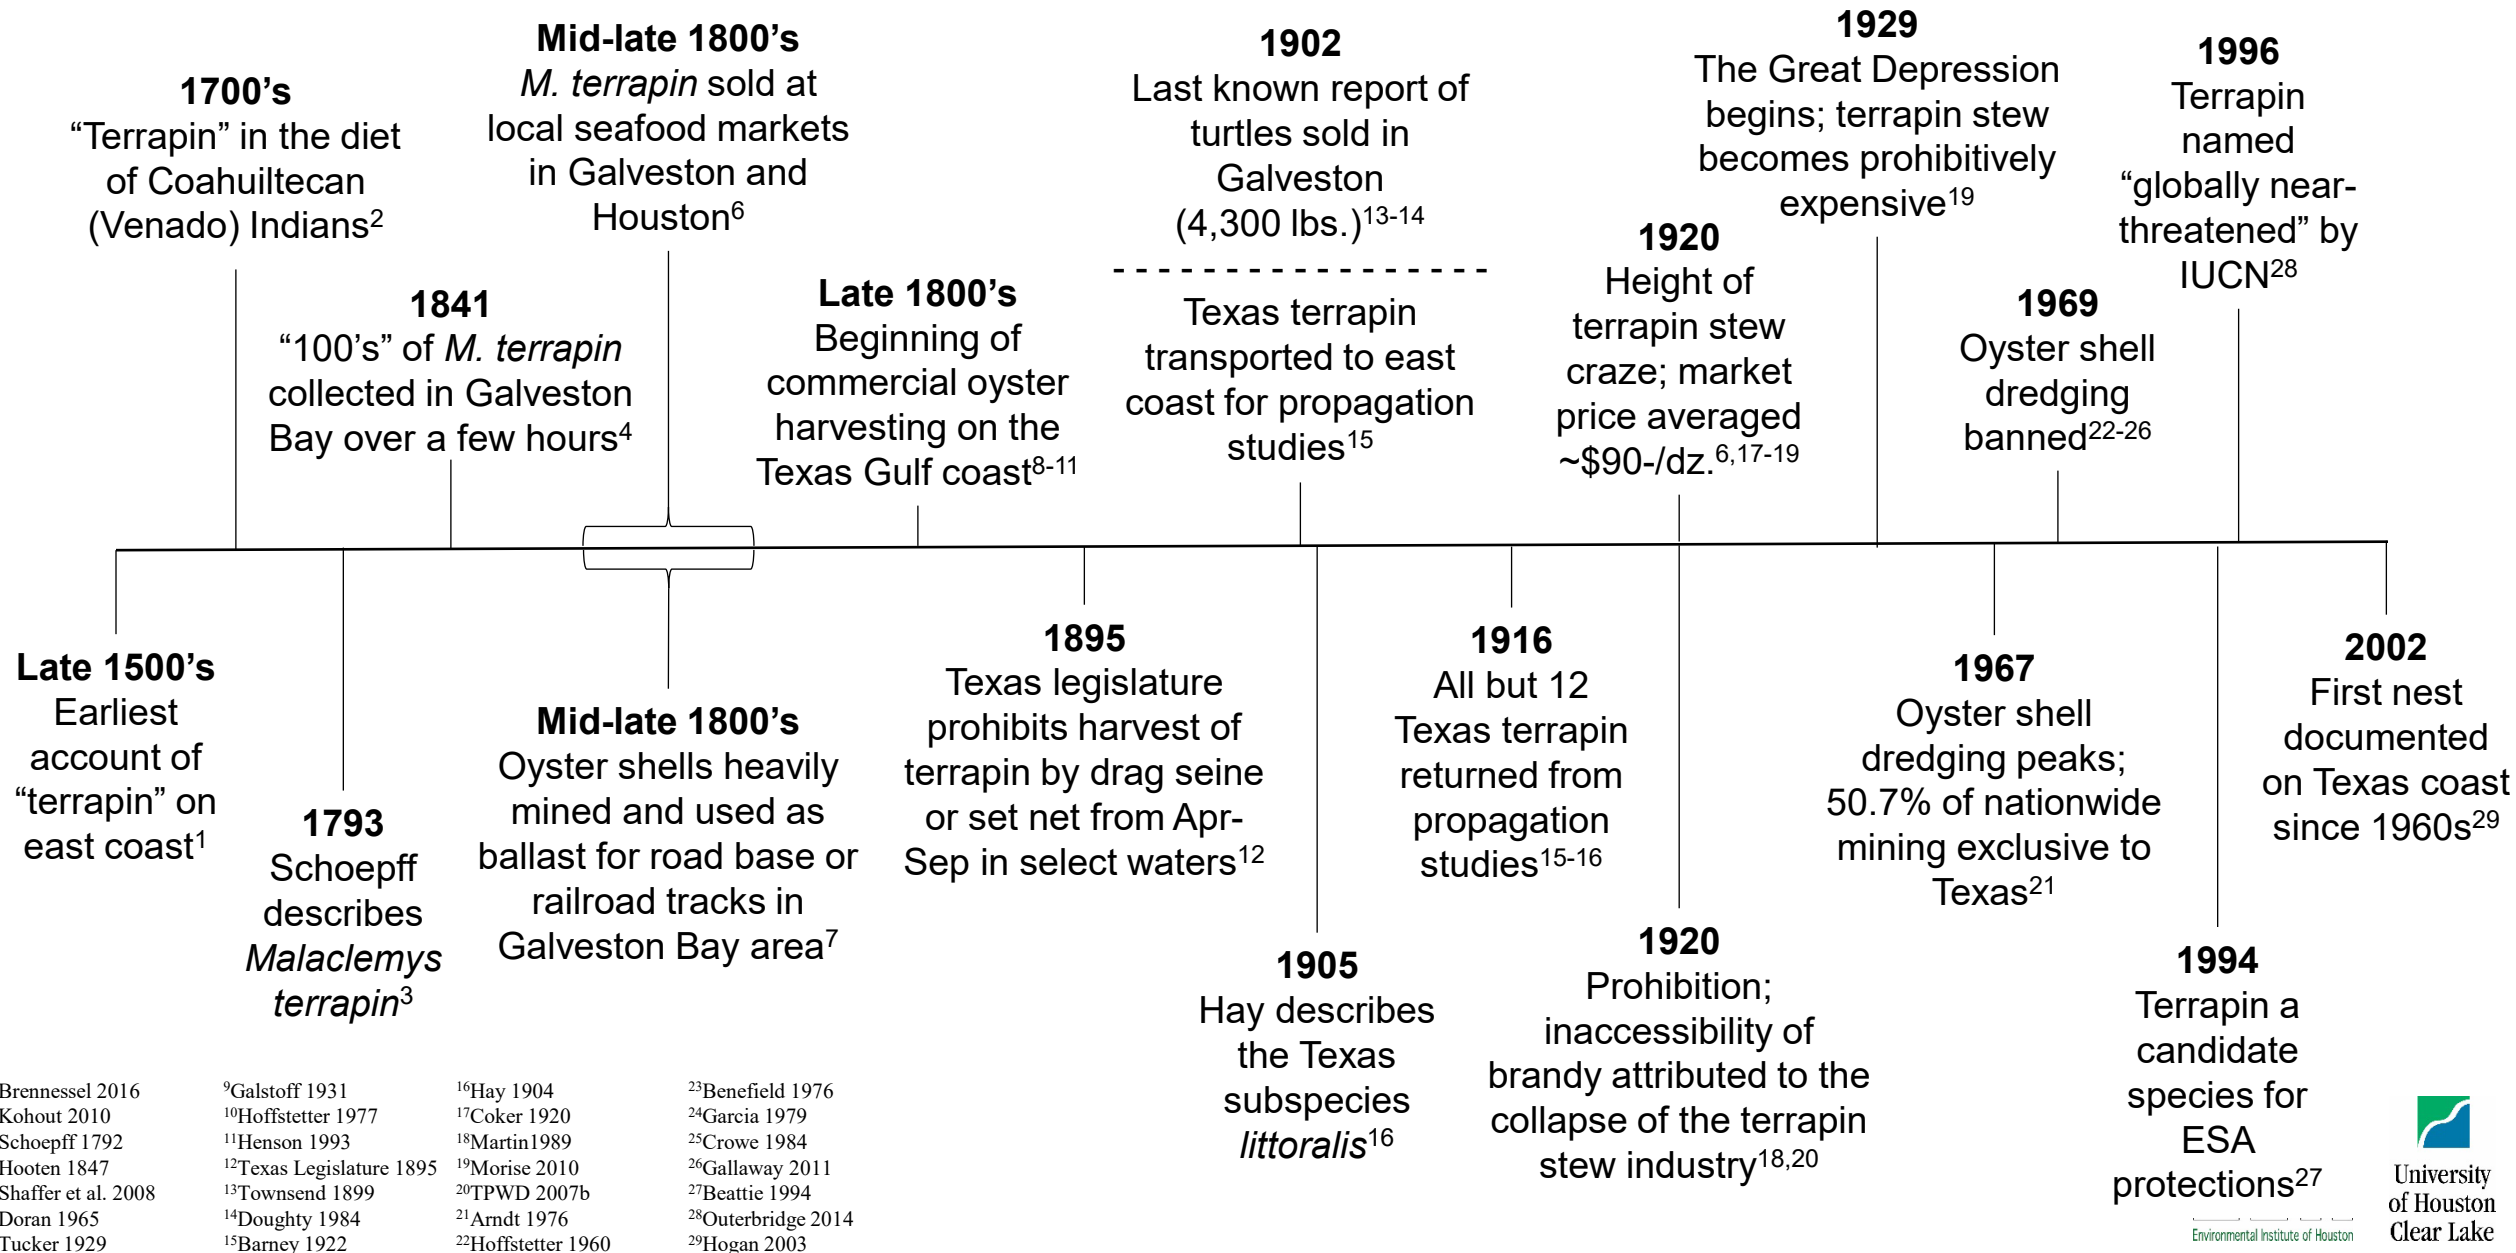 1700’s
“Terrapin” in the diet
of Coahuiltecan
(Venado) Indians2
Mid-late 1800’s
M. terrapin sold at
local seafood markets
in Galveston and
Houston6
1902
Last known report of
turtles sold in
Galveston
(4,300 lbs.)13-14
Texas terrapin
transported to east
coast for propagation
studies15
1929
The Great Depression
begins; terrapin stew
becomes prohibitively
expensive19
1996
Terrapin
named
“globally near-
threatened” by
IUCN28
1841
“100’s” of M. terrapin
collected in Galveston
Bay over a few hours4
Late 1800’s
Beginning of
commercial oyster
harvesting on the
Texas Gulf coast8-11
1920
Height of
terrapin stew
craze; market
price averaged
~$90-/dz.6,17-19
1969
Oyster shell
dredging
banned22-26
Late 1500’s
Earliest
account of
“terrapin” on
east coast1
1793
Schoepff
describes
Malaclemys
terrapin3
Mid-late 1800’s
Oyster shells heavily
mined and used as
ballast for road base or
railroad tracks in
Galveston Bay area7
1895
Texas legislature
prohibits harvest of
terrapin by drag seine
or set net from Apr-
Sep in select waters12
1905
Hay describes
the Texas
subspecies
littoralis16
1916
All but 12
Texas terrapin
returned from
propagation
studies15-16
1920
Prohibition;
inaccessibility of
brandy attributed to the
collapse of the terrapin
stew industry18,20
1967
Oyster shell
dredging peaks;
50.7% of nationwide
mining exclusive to
Texas21
1994
Terrapin a
candidate
species for
ESA
protections27
2002
First nest
documented
on Texas coast
since 1960s29
Brennessel 2016
Kohout 2010
Schoepff 1792
Hooten 1847
Shaffer et al. 2008
Doran 1965
Tucker 1929
9Galstoff 1931
10Hoffstetter 1977
11Henson 1993
12Texas Legislature 1895
13Townsend 1899
14Doughty 1984
15Barney 1922
16Hay 1904
17Coker 1920
18Martin1989
19Morise 2010
20TPWD 2007b
21Arndt 1976
22Hoffstetter 1960
23Benefield 1976
24Garcia 1979
25Crowe 1984
26Gallaway 2011
27Beattie 1994
28Outerbridge 2014
29Hogan 2003
Environmental Institute of Houston
University
of Houston
Clear Lake